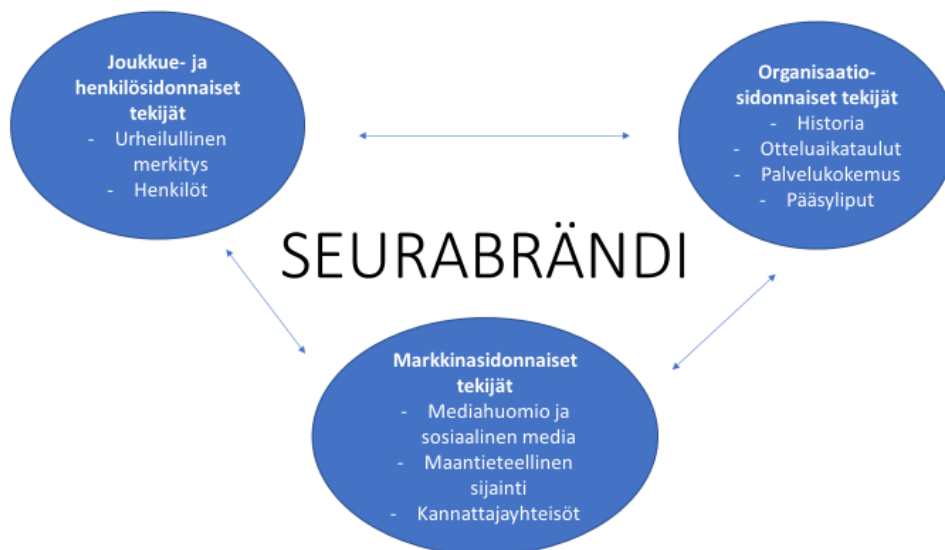 Joukkue- ja
henkilösidonnaiset
tekijät
- Urheilullinen
merkitys
- Henkilöt
Organisaatio-
sidonnaiset tekijät
- Historia
- Otteluaikataulut
- Palvelukokemus
- Pääsyliput
SEURABRÄNDI
Markkinasidonnaiset
tekijät
- Mediahuomio ja
sosiaalinen media
- Maantieteellinen
sijainti
- Kannattajayhteisöt